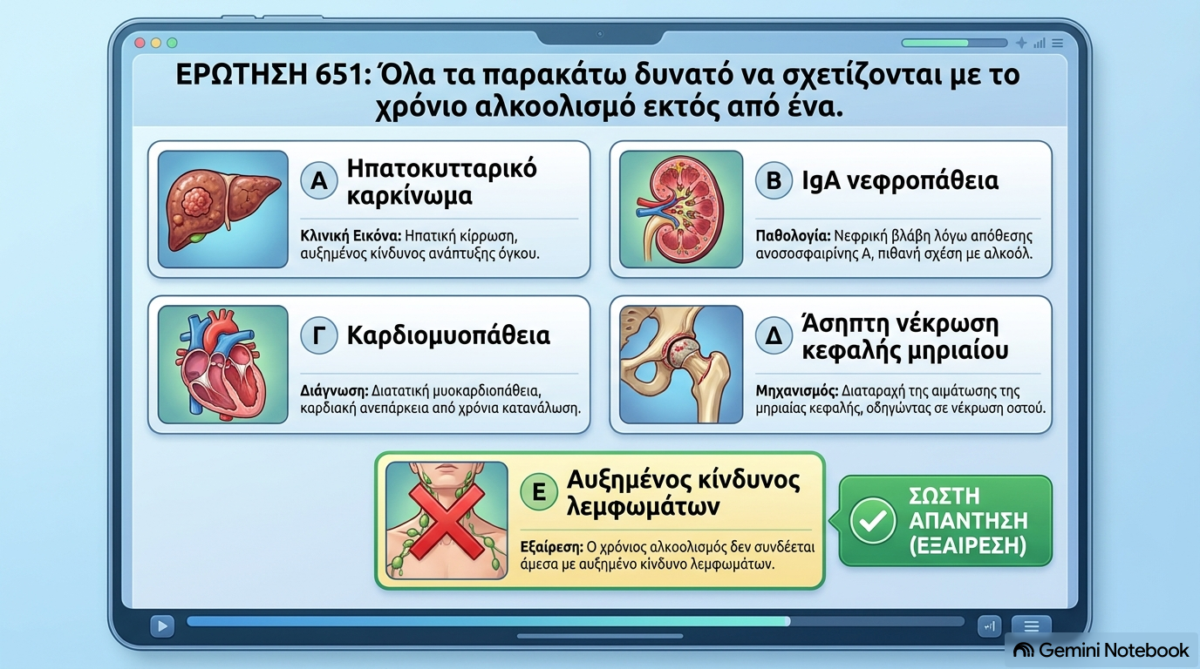 ΕΡΩΤΗΣΗ 651: Όλα τα παρακάτω δυνατό να σχετίζονται με το
χρόνιο αλκοολισμό εκτός από ένα.
Α
Ηπατοκυτταρικό
καρκίνωμα
Κλινική Εικόνα: Ηπατική κίρρωση,
αυξημένος κίνδυνος ανάπτυξης όγκου.
Β
IgA νεφροπάθεια
Παθολογία: Νεφρική βλάβη λόγω απόθεσης
ανοσοσφαιρίνης Α, πιθανή σχέση με αλκοόλ.
Γ
Καρδιομυοπάθεια
Διάγνωση: Διατατική μυοκαρδιοπάθεια,
καρδιακή ανεπάρκεια από χρόνια κατανάλωση.
Δ
Άσηπτη νέκρωση
κεφαλής μηριαίου
Μηχανισμός: Διαταραχή της αιμάτωσης της
μηριαίας κεφαλής, οδηγώντας σε νέκρωση οστού.
Ε
Αυξημένος κίνδυνος
λεμφωμάτων
Εξαίρεση: Ο χρόνιος αλκοολισμός δεν συνδέεται
άμεσα με αυξημένο κίνδυνο λεμφωμάτων.
ΣΩΣΤΗ
ΑΠΑΝΤΗΣΗ
(ΕΞΑΙΡΕΣΗ)
Gemini Notebook